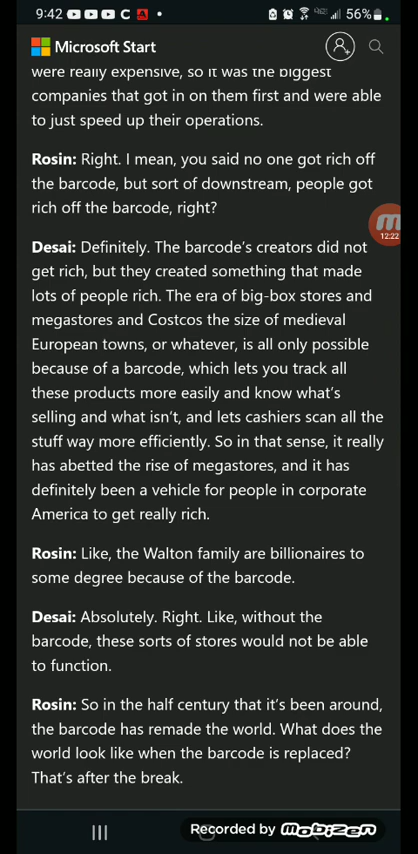 9:42 56%
Microsoft Start
were really expensive, so it was the biggest
companies that got in on them first and were able
to just speed up their operations.
Rosin: Right. I mean, you said no one got rich off
the barcode, but sort of downstream, people got
rich off the barcode, right?
12:22
Desai: Definitely. The barcode's creators did not
get rich, but they created something that made
lots of people rich. The era of big-box stores and
megastores and Costcos the size of medieval
European towns, or whatever, is all only possible
because of a barcode, which lets you track all
these products more easily and know what's
selling and what isn't, and lets cashiers scan all the
stuff way more efficiently. So in that sense, it really
has abetted the rise of megastores, and it has
definitely been a vehicle for people in corporate
America to get really rich.
Rosin: Like, the Walton family are billionaires to
some degree because of the barcode.
Desai: Absolutely. Right. Like, without the
barcode, these sorts of stores would not be able
to function.
Rosin: So in the half century that it's been around,
the barcode has remade the world. What does the
world look like when the barcode is replaced?
That's after the break.
Recorded by mobizen